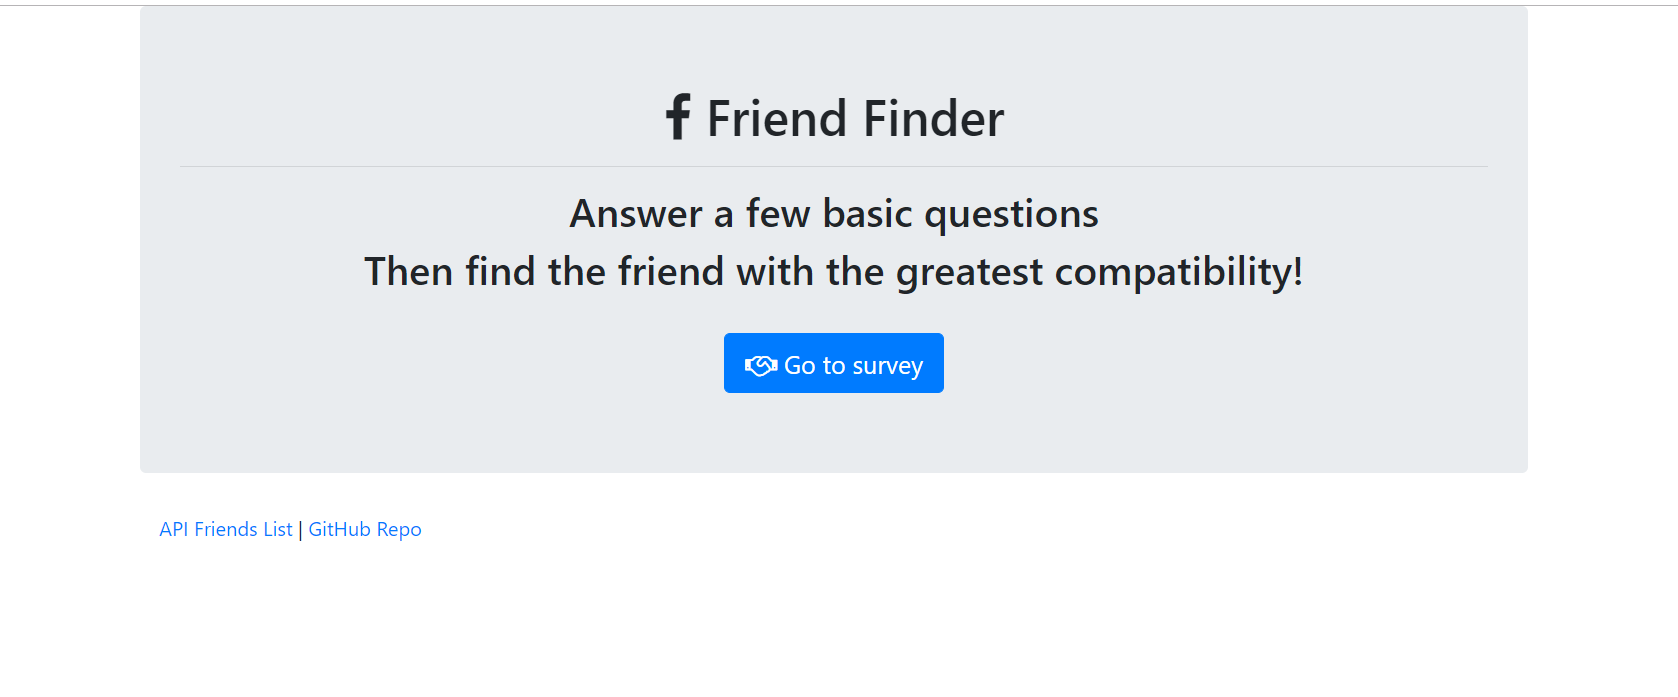 Friend Finder
Answer a few basic questions
Then find the friend with the greatest compatibility!
Go to survey
API Friends List | GitHub Repo